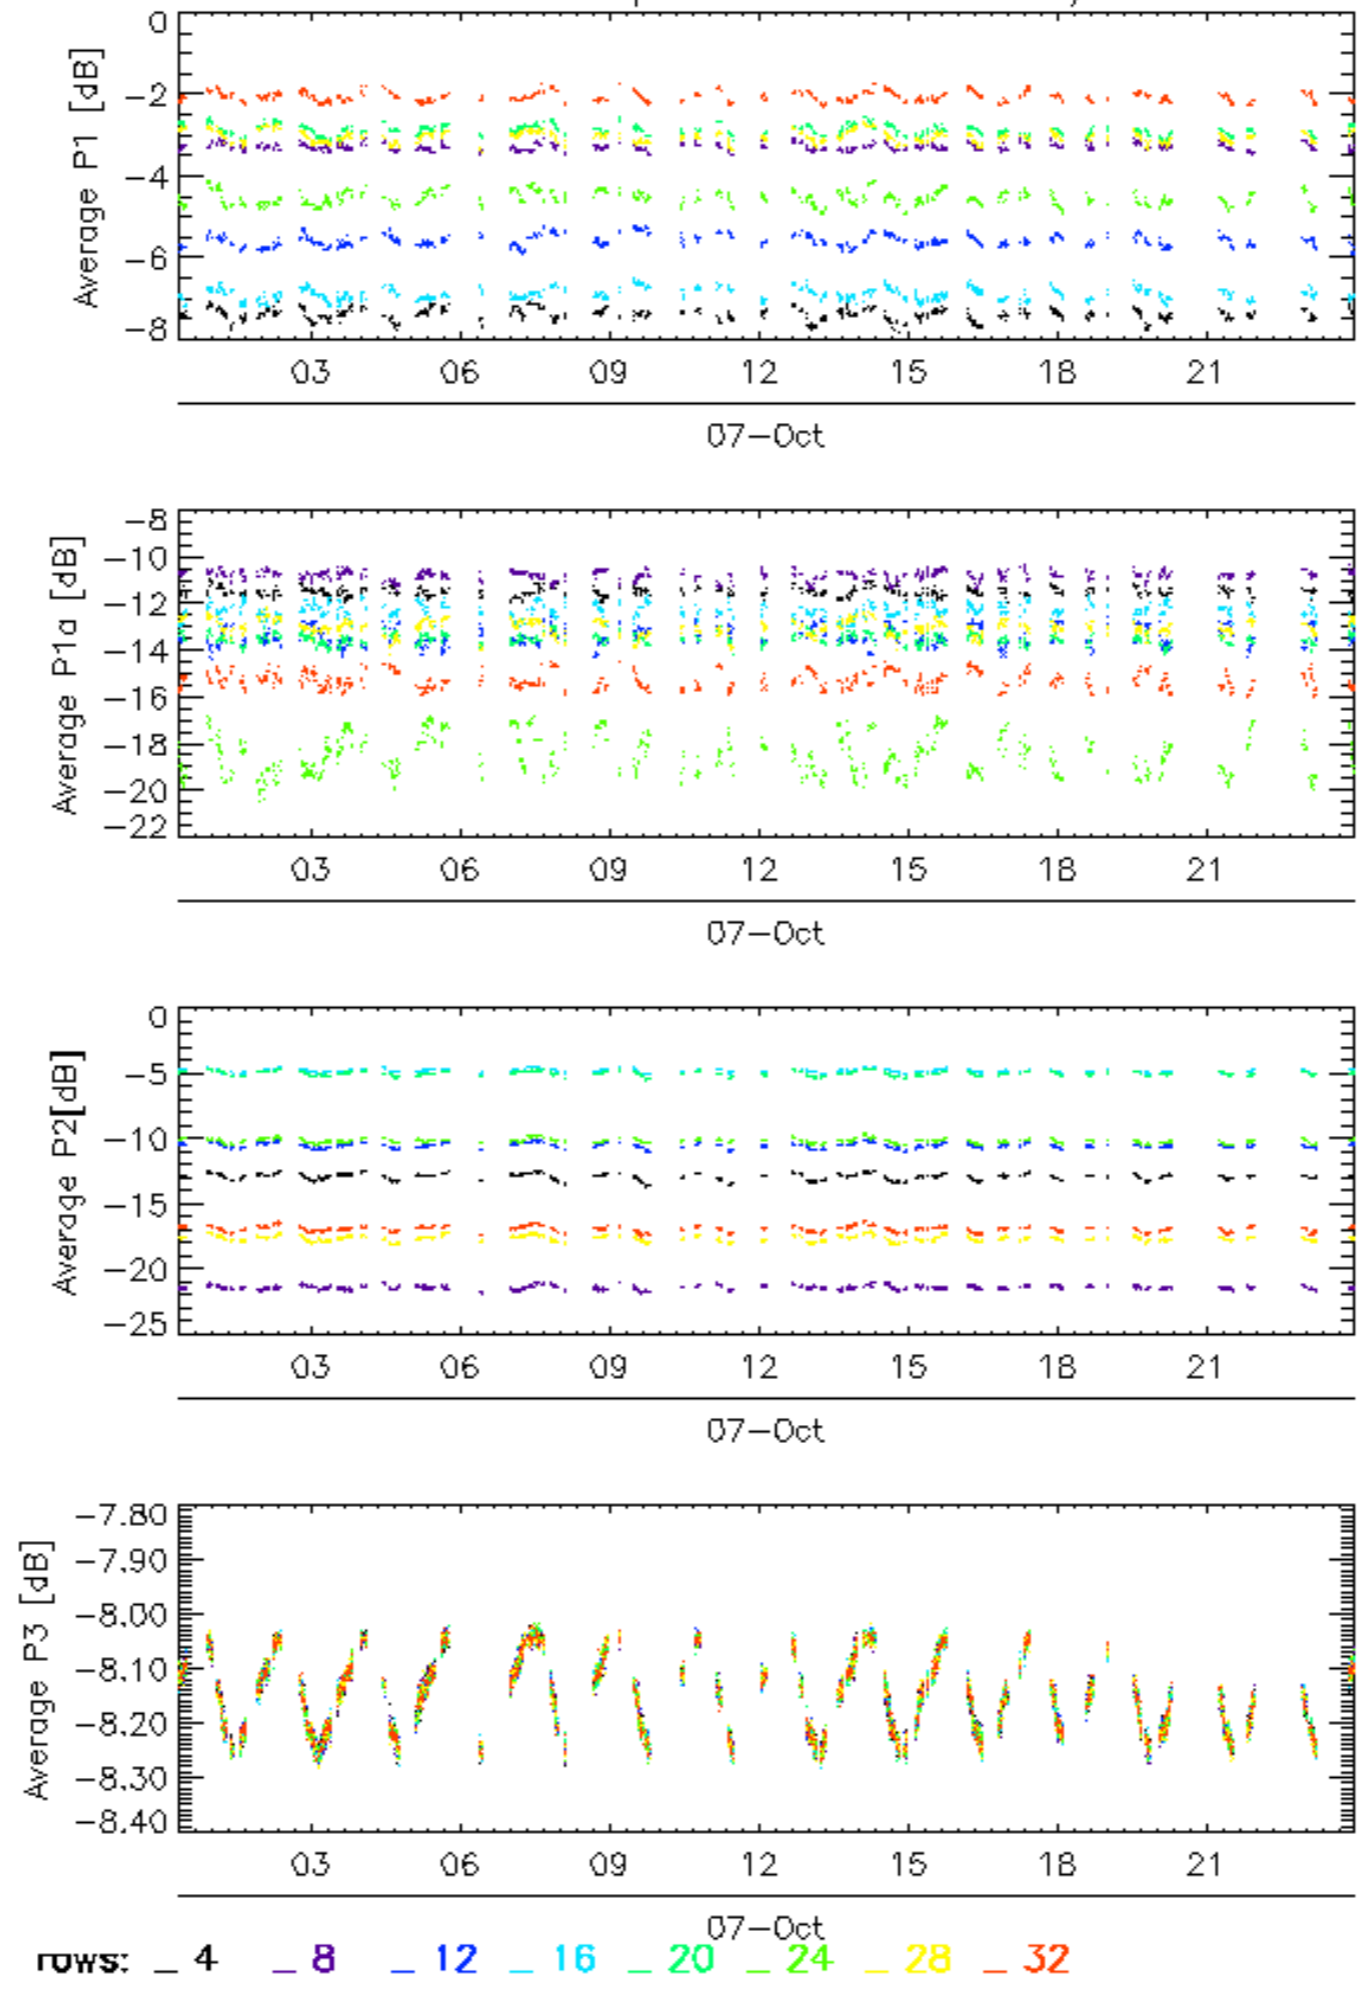 0
−2
−4
−6
−8
Average P1 [dB]
03 06 09 12 15 18 21
07−Oct
−8
−10
−12
−14
−16
−18
−20
−22
Average P1a [dB]
03 06 09 12 15 18 21
07−Oct
0
−5
−10
−15
−20
−25
Average P2[dB]
03 06 09 12 15 18 21
07−Oct
−7.80
−7.90
−8.00
−8.10
−8.20
−8.30
−8.40
Average P3 [dB]
03 06 09 12 15 18 21
07−Oct
rows: _ 4 _ 8 _ 12 _ 16 _ 20 _ 24 _ 28 _ 32